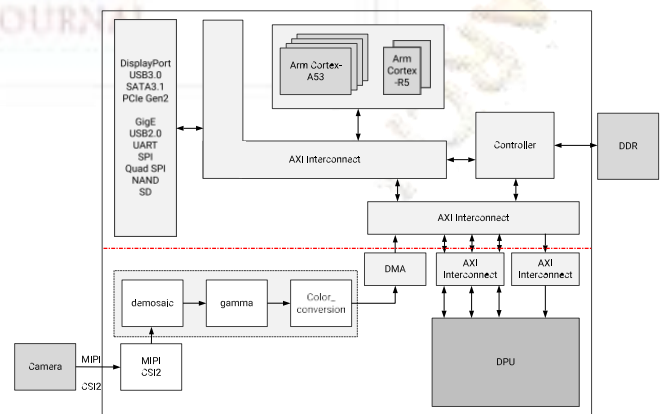 OURNAL
DisplayPort
USB3.0
SATA3.1
PCIe Gen2
GigE
USB2.0
UART
SPI
Quad SPI
NAND
SD
Arm Cortex-
A53
Arm
Cortex
-R5
AXI Interconnect
Controller
DDR
AXI Interconnect
DMA
AXI
Interconnect
AXI
Interconnect
demosaic
gamma
Color_
conversion
DPU
Camera
MIPI
CSI2
MIPI
CSI2